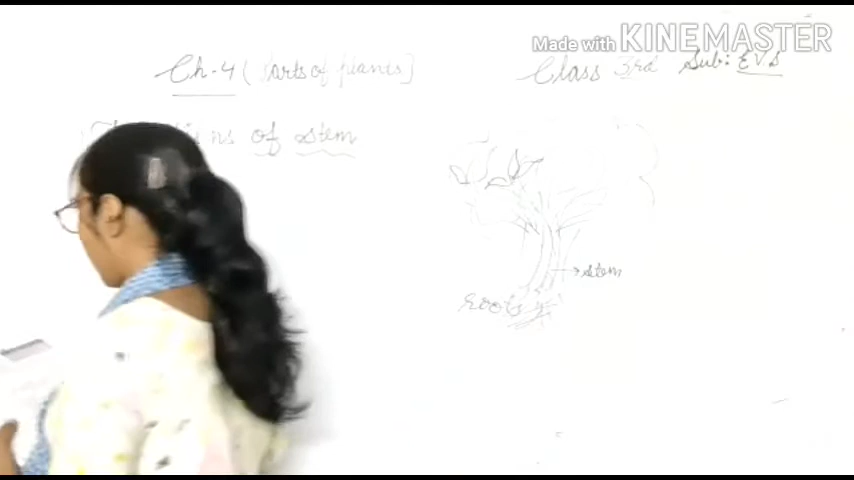 Made with KINEMASTER
Ch-4 (Parts of plants)
Class 3rd Sub: EVS
of stem
stem
roots